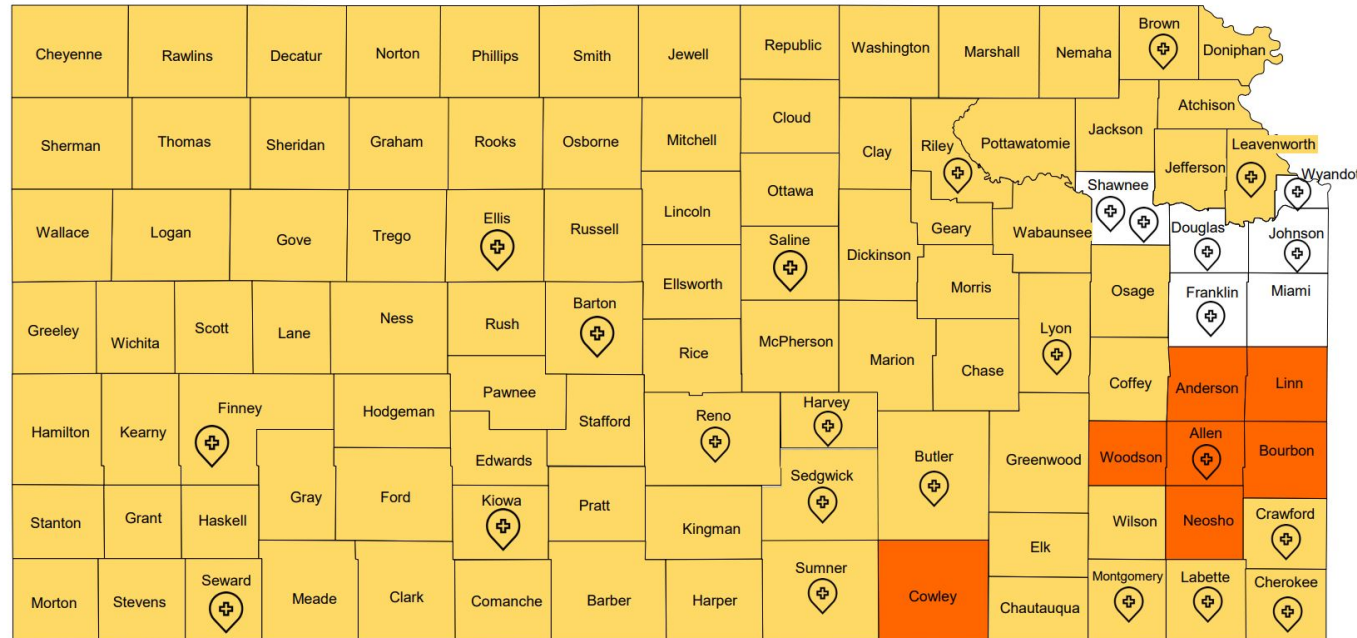 Cheyenne
Rawlins
Decatur
Norton
Phillips
Smith
Jewell
Republic
Washington
Marshall
Nemaha
Brown
Doniphan
Sherman
Thomas
Sheridan
Graham
Rooks
Osborne
Mitchell
Cloud
Clay
Riley
Pottawatomie
Jackson
Atchison
Jefferson
Leavenworth
Wyandot
Wallace
Logan
Gove
Trego
Ellis
Russell
Lincoln
Ottawa
Saline
Dickinson
Geary
Wabaunsee
Shawnee
Douglas
Johnson
Ellsworth
Morris
Osage
Franklin
Miami
Greeley
Wichita
Scott
Lane
Ness
Rush
Barton
Rice
McPherson
Marion
Chase
Lyon
Coffey
Anderson
Linn
Hamilton
Kearny
Finney
Hodgeman
Pawnee
Stafford
Reno
Harvey
Butler
Greenwood
Woodson
Allen
Bourbon
Gray
Ford
Edwards
Kiowa
Pratt
Kingman
Sedgwick
Elk
Wilson
Neosho
Crawford
Stanton
Grant
Haskell
Morton
Stevens
Seward
Meade
Clark
Comanche
Barber
Harper
Sumner
Cowley
Chautauqua
Montgomery
Labette
Cherokee